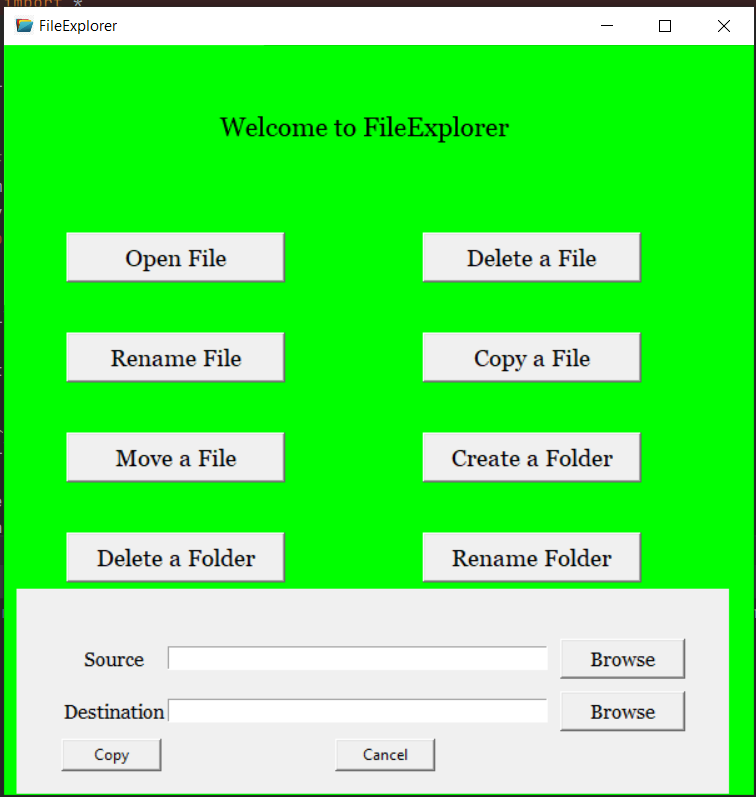 import *
FileExplorer
Welcome to FileExplorer
Open File
Delete a File
Rename File
Copy a File
Move a File
Create a Folder
Delete a Folder
Rename Folder
Source
Browse
Destination
Browse
Copy
Cancel